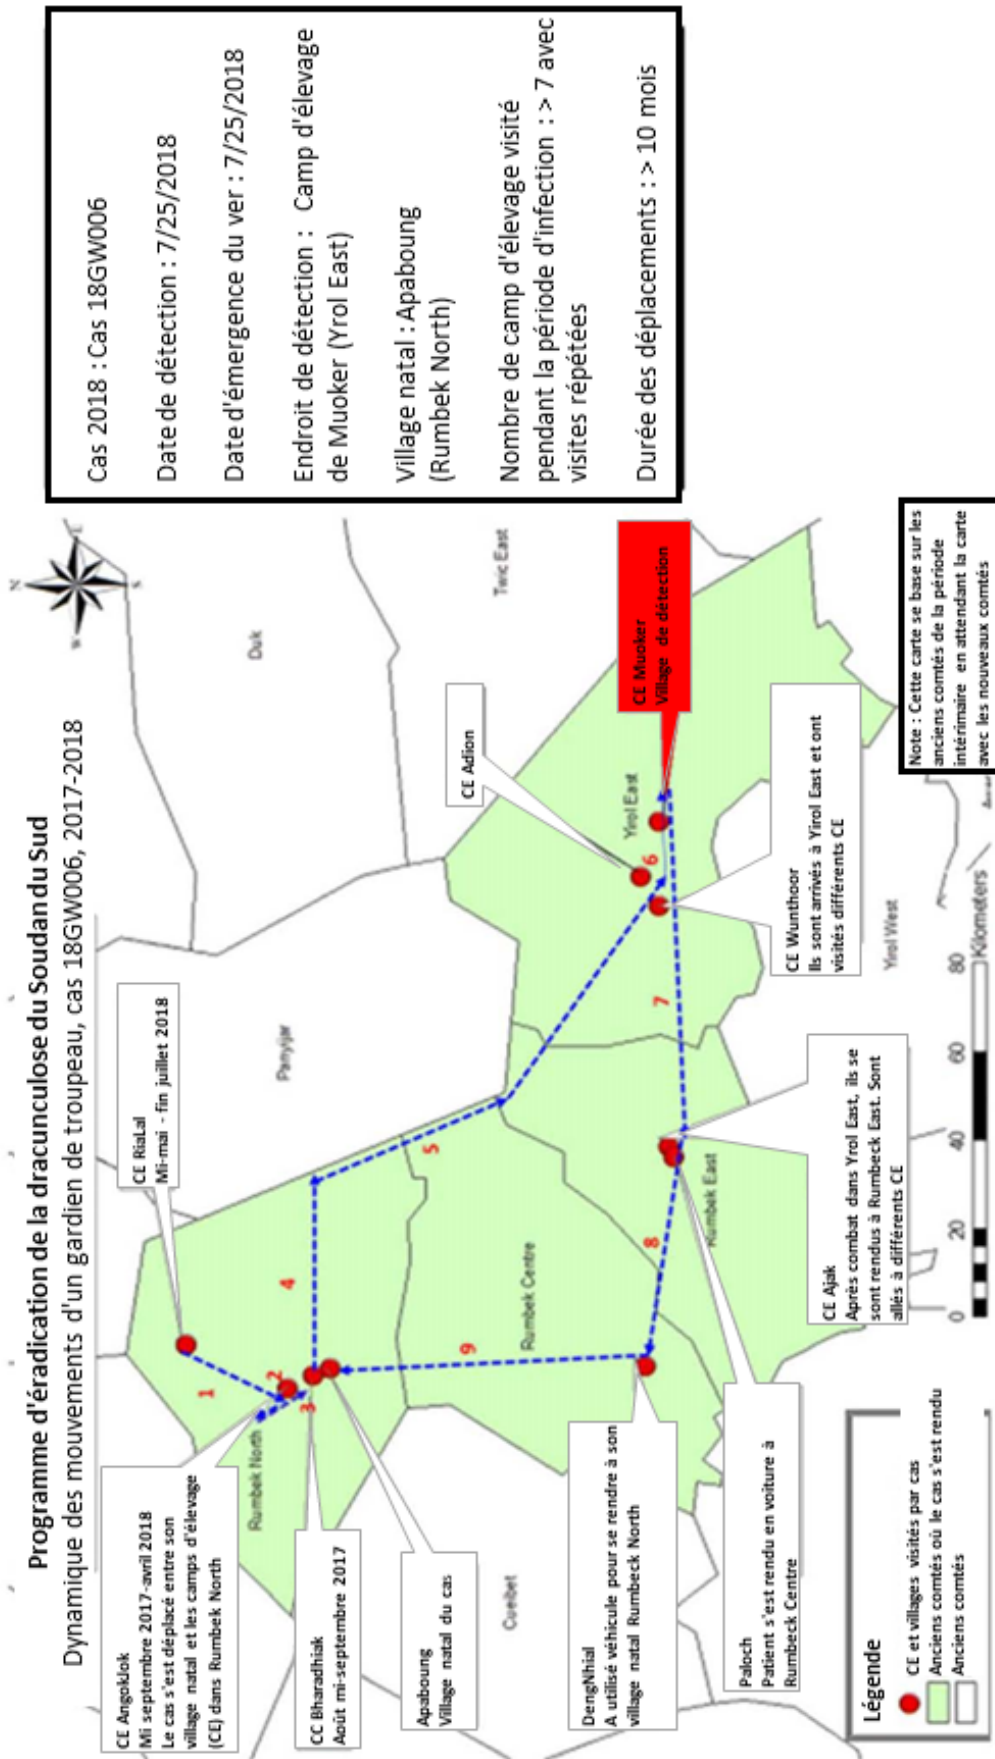 Programme d'éradication de la dracunculose du Soudan du Sud
Dynamique des mouvements d'un gardien de troupeau, cas 18GW006, 2017-2018
CE Angoklok
Mi septembre 2017-avril 2018
Le cas s'est déplacé entre son
village natal et les camps d'élevage
(CE) dans Rumbek North
CC Bharadhiak
Août mi-septembre 2017
Apaboung
Village natal du cas
DengNhial
A utilisé véhicule pour se rendre à son
village natal Rumbeck North
Paloch
Patient s'est rendu en voiture à
Rumbeck Centre
CE RiaLal
Mi-mai - fin juillet 2018
CE Ajak
Après combat dans Yrol East, ils se
sont rendus à Rumbeck East. Sont
allés à différents CE
CE Adion
CE Wunthoor
Ils sont arrivés à Yirol East et ont
visités différents CE
CE Muoker
Village de détection
Rumbek North
Cueibet
Rumbek Centre
Rumbek East
Panyijar
Yirol East
Yirol West
Duk
Twic East
1
2
3
4
5
6
7
8
9
N
E
S
W
0 20 40 60 80
Kilometers
Légende
CE et villages visités par cas
Anciens comtés où le cas s'est rendu
Anciens comtés
Note : Cette carte se base sur les
anciens comtés de la période
intérimaire en attendant la carte
avec les nouveaux comtés
Cas 2018 : Cas 18GW006
Date de détection : 7/25/2018
Date d'émergence du ver : 7/25/2018
Endroit de détection : Camp d'élevage
de Muoker (Yrol East)
Village natal : Apaboung
(Rumbek North)
Nombre de camp d'élevage visité
pendant la période d'infection : > 7 avec
visites répétées
Durée des déplacements : > 10 mois